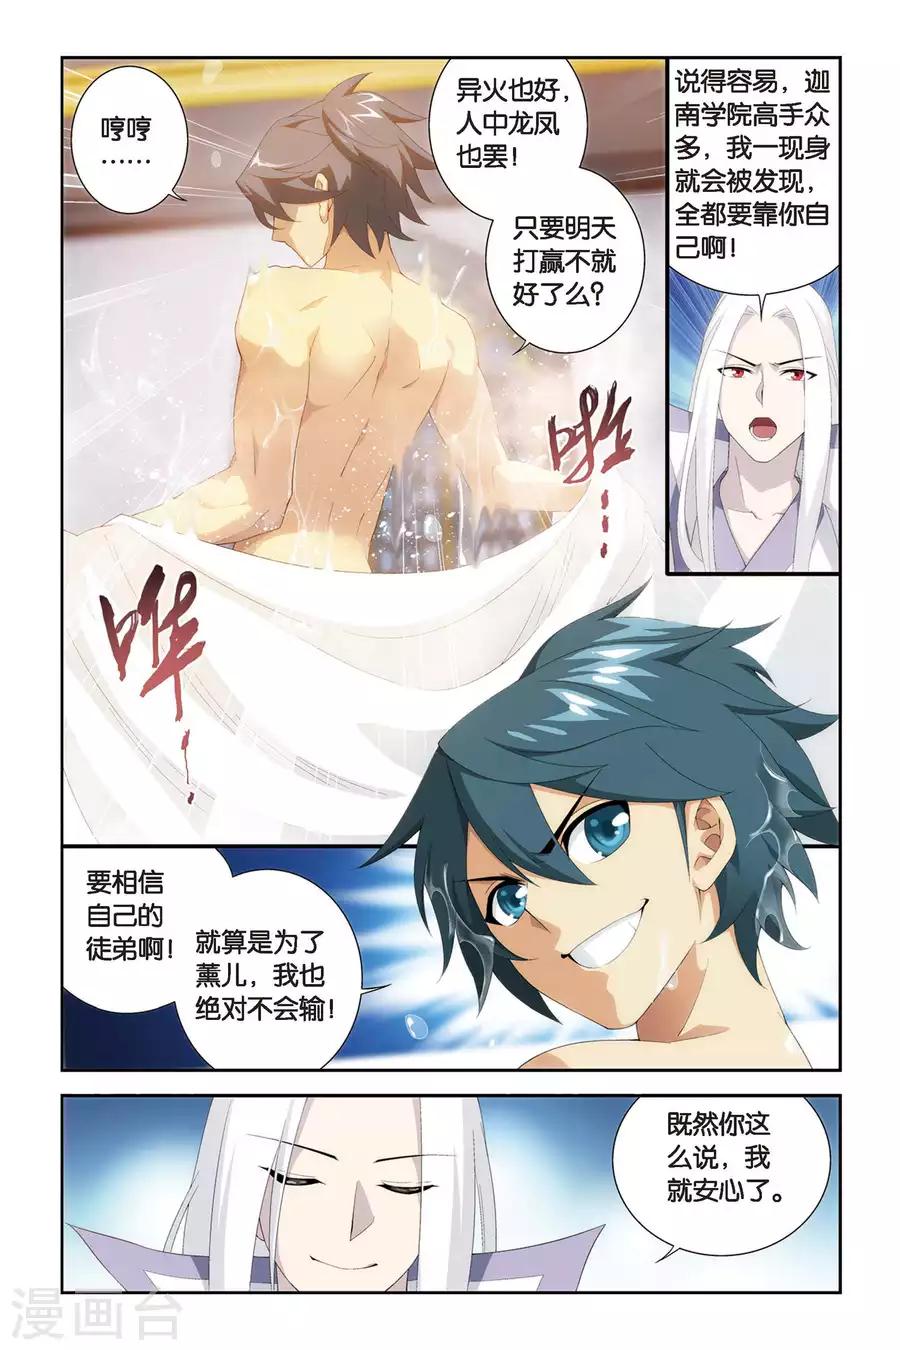 哼哼
……
异火也好，
人中龙凤
也罢！
只要明天
打赢不就
好了么？
说得容易，迦
南学院高手众
多，我一现身
就会被发现，
全都要靠你自
己啊！
啦
…
哗
…
要相信
自己的
徒弟啊！
就算是为了
薰儿，我也
绝对不会输！
既然你这
么说，我
就安心了。
漫画台